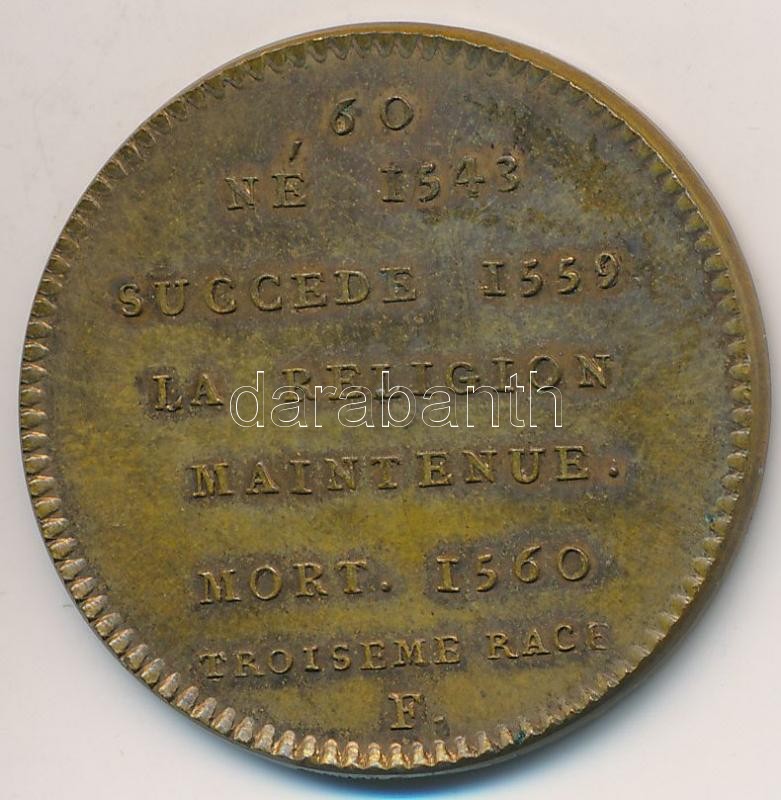 60
NÉ 1543
SUCCEDE 1559
LA RELIGION
darabanth
MAINTENUE.
MORT. 1560
TROISEME RACE
F.